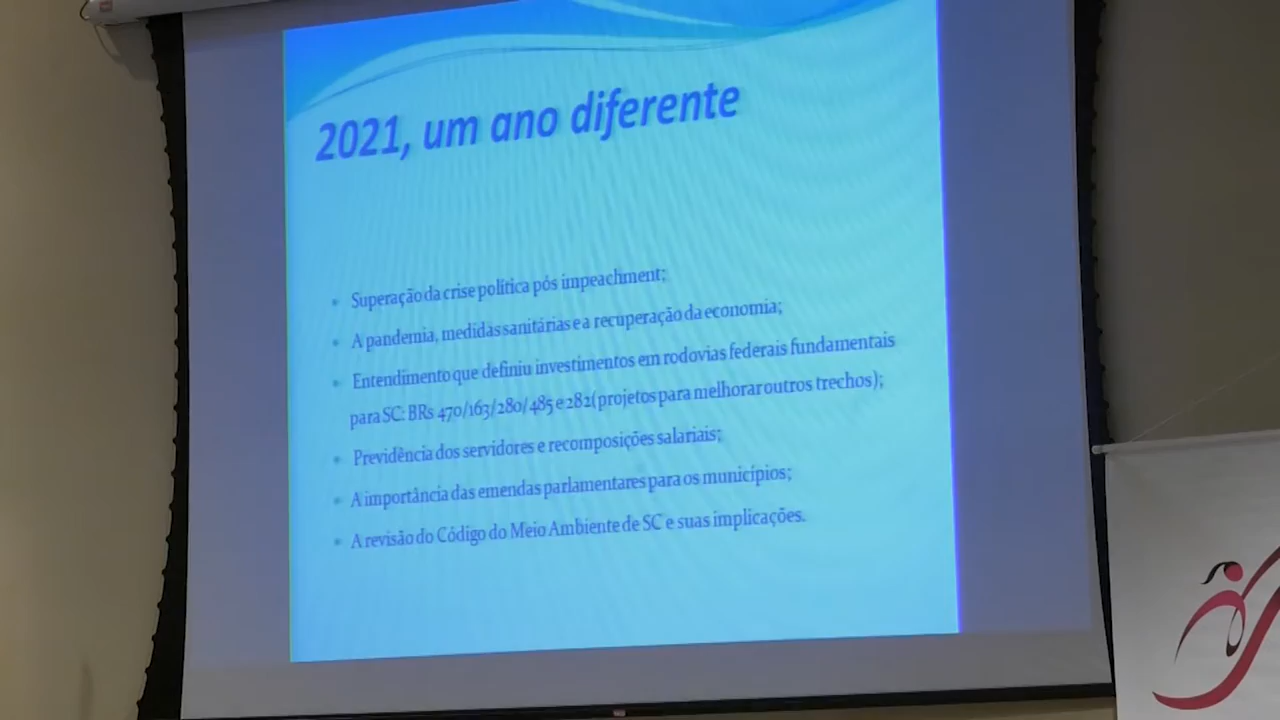 2021, um ano diferente
Superação da crise política pós impeachment;
A pandemia, medidas sanitárias e a recuperação da economia;
Entendimento que definiu investimentos em rodovias federais fundamentais
para SC: BRs 470/163/280/485 e 282(projetos para melhorar outros trechos);
Previdência dos servidores e recomposições salariais;
A importância das emendas parlamentares para os municípios;
A revisão do Código do Meio Ambiente de SC e suas implicações.